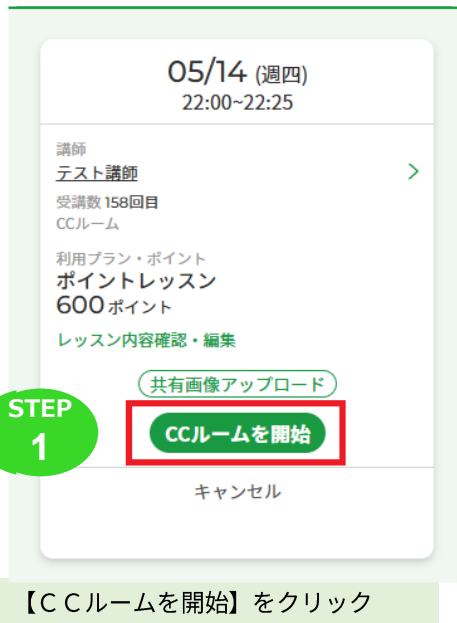 05/14 (週四)
22:00~22:25
講師
テスト講師
受講数 158回目
CCルーム
利用プラン・ポイント
ポイントレッスン
600 ポイント
レッスン内容確認・編集
共有画像アップロード
STEP
1
CCルームを開始
キャンセル
【ＣＣルームを開始】をクリック